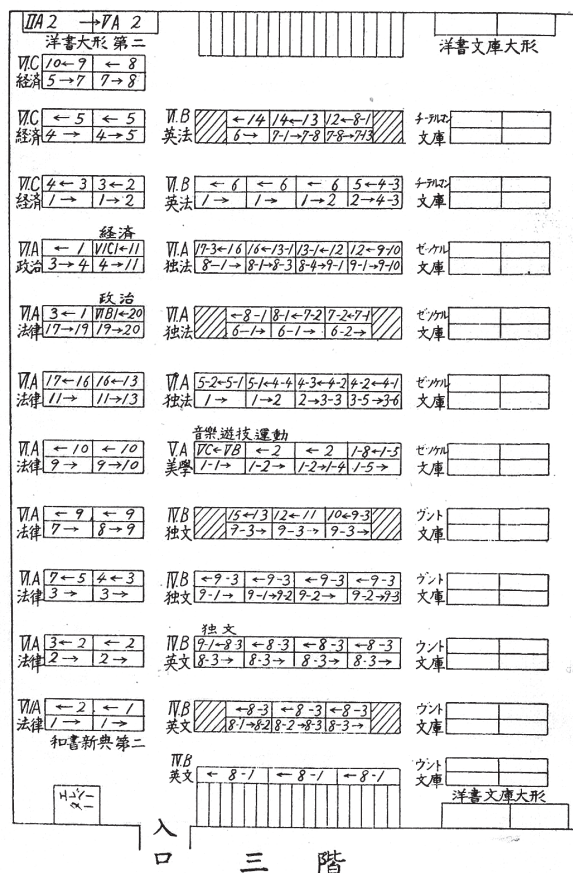 ⅡA2 →ⅤA 2
洋書大形 第二
洋書文庫大形
Ⅵ.C 10←9 ←8
経済 5→7 7→8
Ⅵ.C ←5 ←5
経済 4→ 4→5
Ⅵ.B ←14 14←13 12←8-1
英法 6→ 7-1→7-8 7-8→7-13
チーテルマン
文庫
Ⅵ.C 4←3 3←2
経済 1→ 1→2
Ⅵ.B ←6 ←6 ←6 5←4-3
英法 1→ 1→ 1→2 2→4-3
チーテルマン
文庫
経済
Ⅵ.A ←1 ⅥC1←11
政治 3→4 4→11
Ⅵ.A 17-3←16 16←13-1 13-1←12 12←9-10
独法 8-1→ 8-1→8-3 8-4→9-1 9-1→9-10
ゼッケル
文庫
政治
Ⅵ.A 3←1 ⅥB1←20
法律 17→19 19→20
Ⅵ.A ←8-1 8-1←7-2 7-2←7-1
独法 6-1→ 6-1→ 6-2→
ゼッケル
文庫
Ⅵ.A 17←16 16←13
法律 11→ 11→13
Ⅵ.A 5-2←5-1 5-1←4-4 4-3←4-2 4-2←4-1
独法 1→ 1→2 2→3-3 3-5→3-6
ゼッケル
文庫
音樂遊技運動
Ⅵ.A ←10 ←10
法律 9→ 9→10
Ⅴ.A ⅤC←ⅤB ←2 ←2 1-8←1-5
美學 1-1→ 1-2→ 1-2→1-4 1-5→
ゼッケル
文庫
Ⅵ.A ←9 ←9
法律 7→ 8→9
Ⅳ.B 15←13 12←11 10←9-3
独文 9-3→ 9-3→ 9-3→
ヴント
文庫
Ⅵ.A 7←5 4←3
法律 3→ 3→
Ⅳ.B ←9-3 ←9-3 ←9-3 ←9-3
独文 9-1→ 9-1→9-2 9-2→ 9-2→9-3
ヴント
文庫
独文
Ⅵ.A 3←2 ←2
法律 2→ 2→
Ⅳ.B 9-1←8-3 ←8-3 ←8-3 ←8-3
英文 8-3→ 8-3→ 8-3→ 8-3→
ウント
文庫
Ⅵ.A ←2 ←1
法律 1→ 1→
和書新典第二
Ⅳ.B ←8-3 ←8-3 ←8-3
英文 8-1→8-2 8-2→8-3 8-3→
ウント
文庫
Ⅳ.B
英文 ←8-1 ←8-1 ←8-1
ウント
文庫
洋書文庫大形
エレベーター
入口
三階